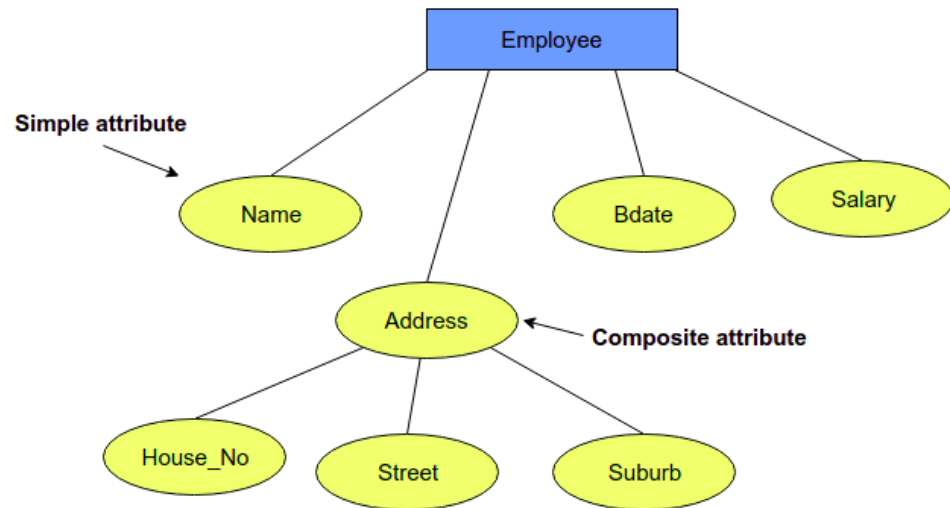 Employee
Simple attribute
Name
Bdate
Salary
Address
Composite attribute
House_No
Street
Suburb